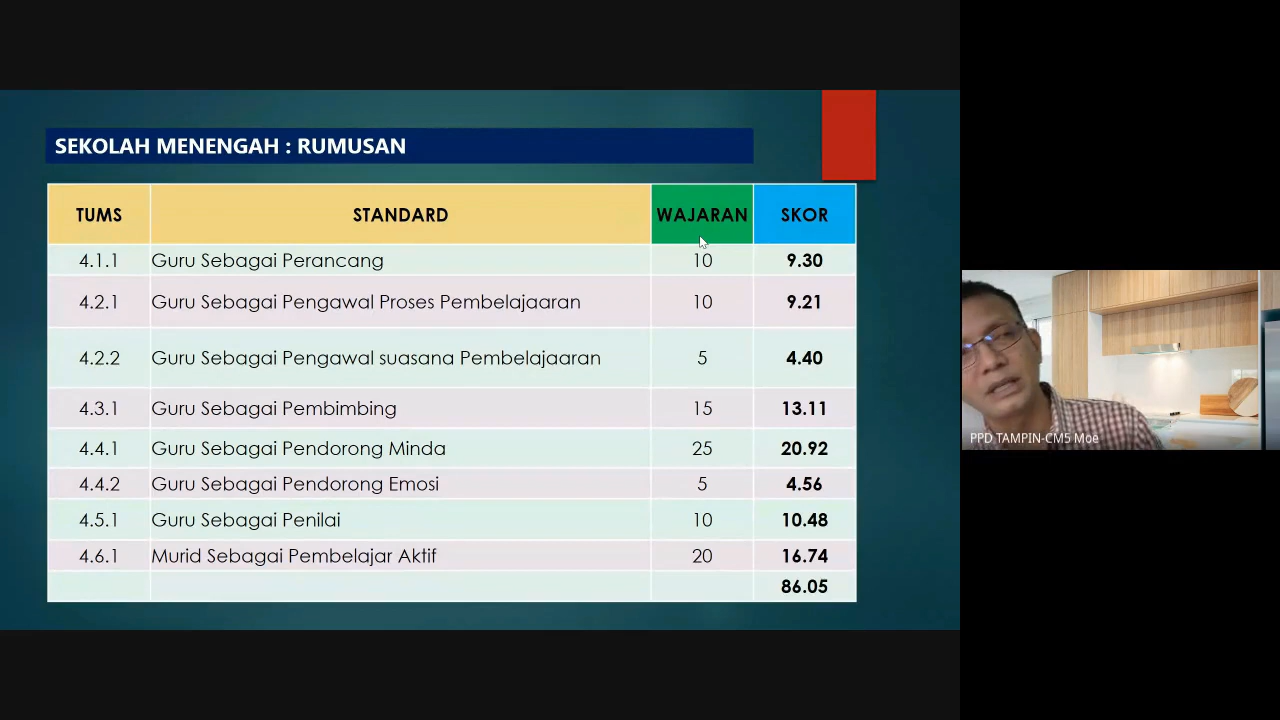 SEKOLAH MENENGAH : RUMUSAN
TUMS STANDARD WAJARAN SKOR
4.1.1 Guru Sebagai Perancang 10 9.30
4.2.1 Guru Sebagai Pengawal Proses Pembelajaaran 10 9.21
4.2.2 Guru Sebagai Pengawal suasana Pembelajaaran 5 4.40
4.3.1 Guru Sebagai Pembimbing 15 13.11
4.4.1 Guru Sebagai Pendorong Minda 25 20.92
4.4.2 Guru Sebagai Pendorong Emosi 5 4.56
4.5.1 Guru Sebagai Penilai 10 10.48
4.6.1 Murid Sebagai Pembelajar Aktif 20 16.74
86.05
PPD TAMPIN-CM5 Moe